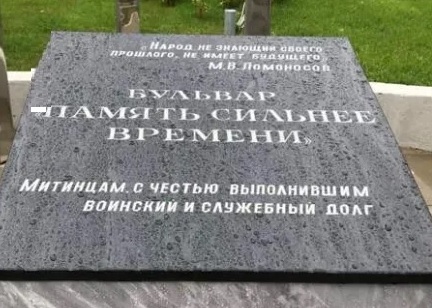 «Народ не знающий своего
прошлого, не имеет будущего»
М.В.Ломоносов
БУЛЬВАР
«ПАМЯТЬ СИЛЬНЕЕ
ВРЕМЕНИ»
Митинцам, с честью выполнившим
воинский и служебный долг